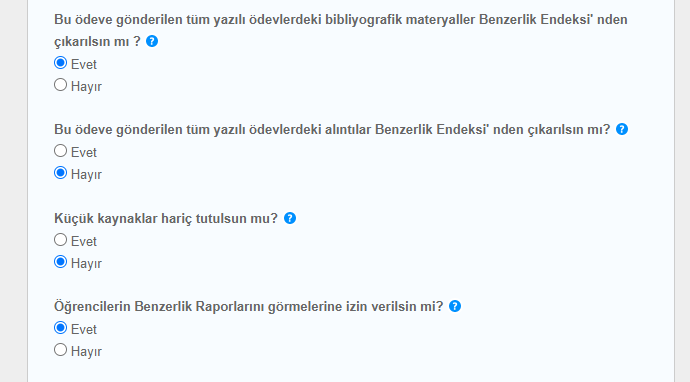 Bu ödeve gönderilen tüm yazılı ödevlerdeki bibliyografik materyaller Benzerlik Endeksi' nden
çıkarılsın mı ? ?
Evet
Hayır
Bu ödeve gönderilen tüm yazılı ödevlerdeki alıntılar Benzerlik Endeksi' nden çıkarılsın mı? ?
Evet
Hayır
Küçük kaynaklar hariç tutulsun mu? ?
Evet
Hayır
Öğrencilerin Benzerlik Raporlarını görmelerine izin verilsin mi? ?
Evet
Hayır